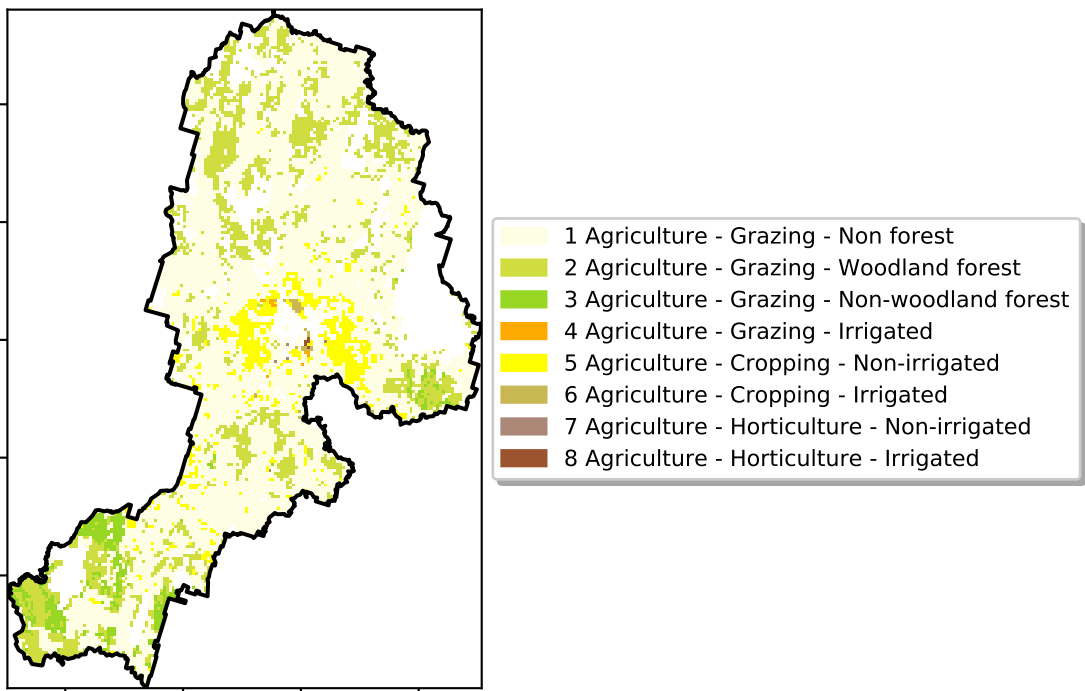 1 Agriculture - Grazing - Non forest
2 Agriculture - Grazing - Woodland forest
3 Agriculture - Grazing - Non-woodland forest
4 Agriculture - Grazing - Irrigated
5 Agriculture - Cropping - Non-irrigated
6 Agriculture - Cropping - Irrigated
7 Agriculture - Horticulture - Non-irrigated
8 Agriculture - Horticulture - Irrigated